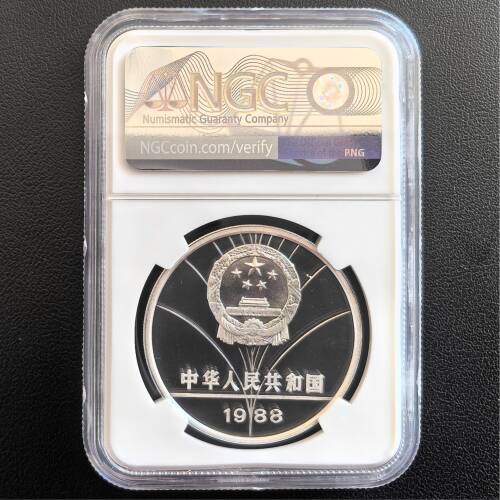 NGC
Numismatic Guaranty Company
NGCcoin.com/verify
PNG
中华人民共和国
1988